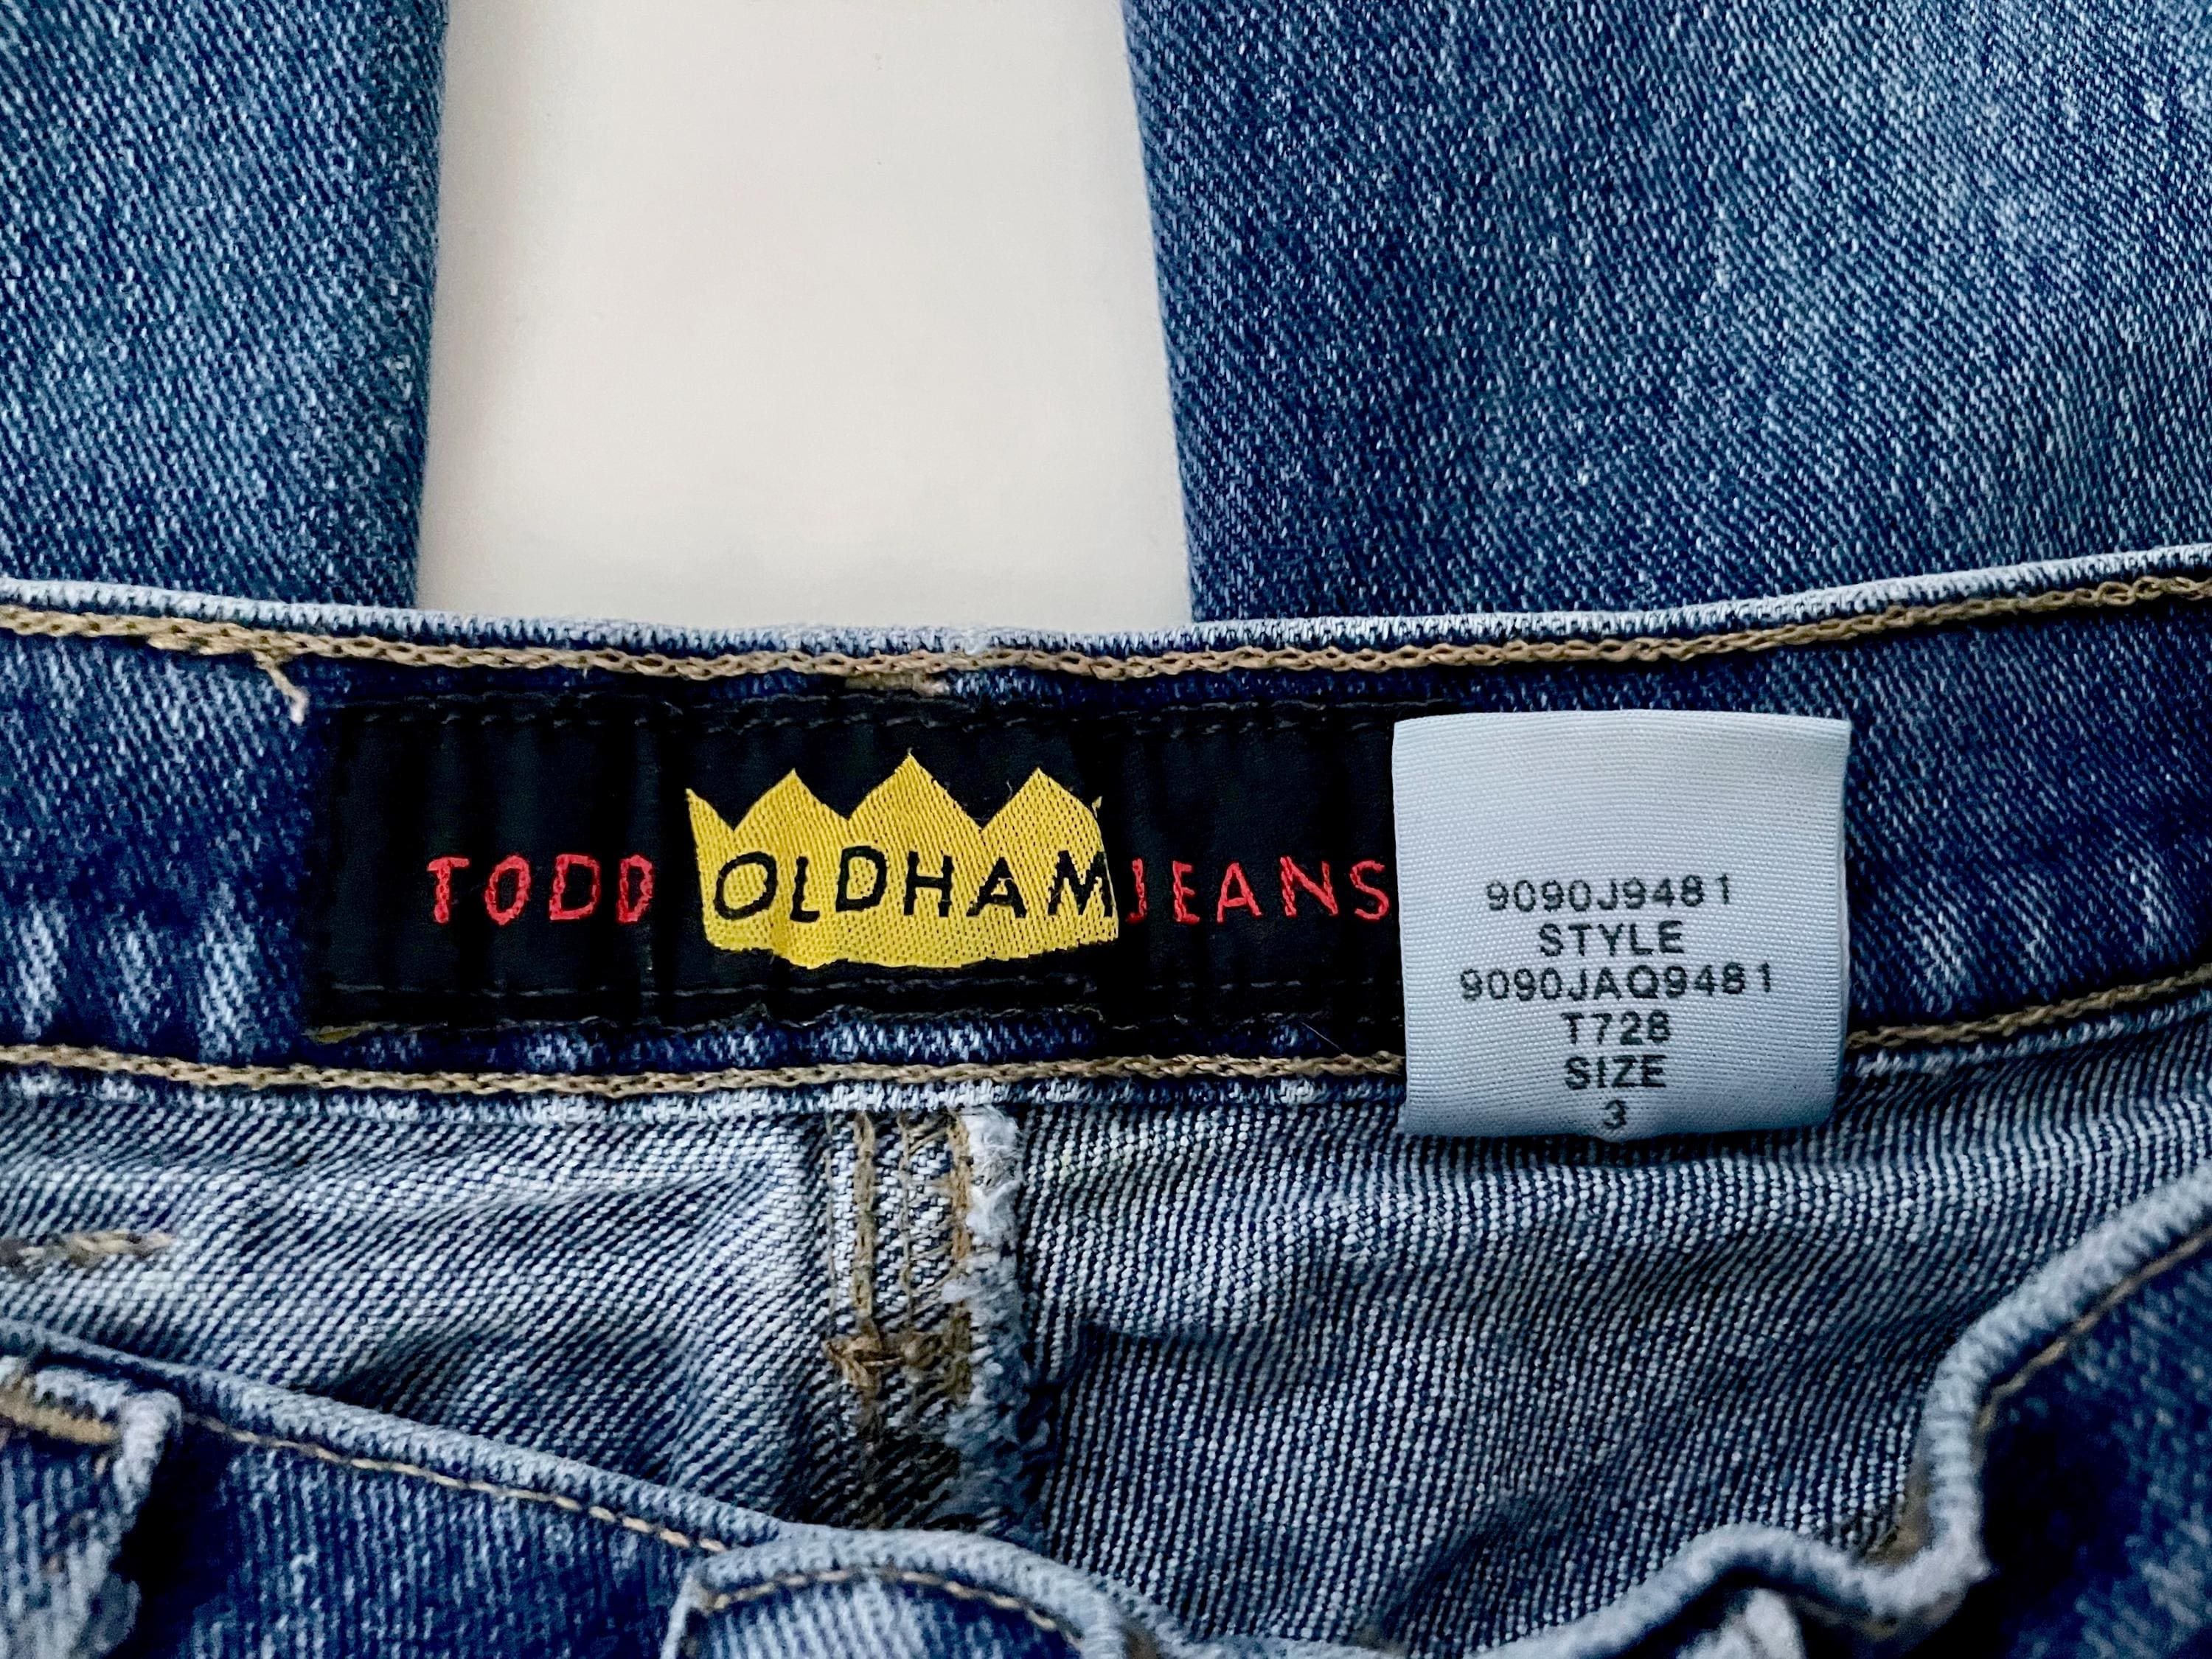 TODD OLDHAM JEANS
9090J9481
STYLE
9090JAQ9481
T728
SIZE
3